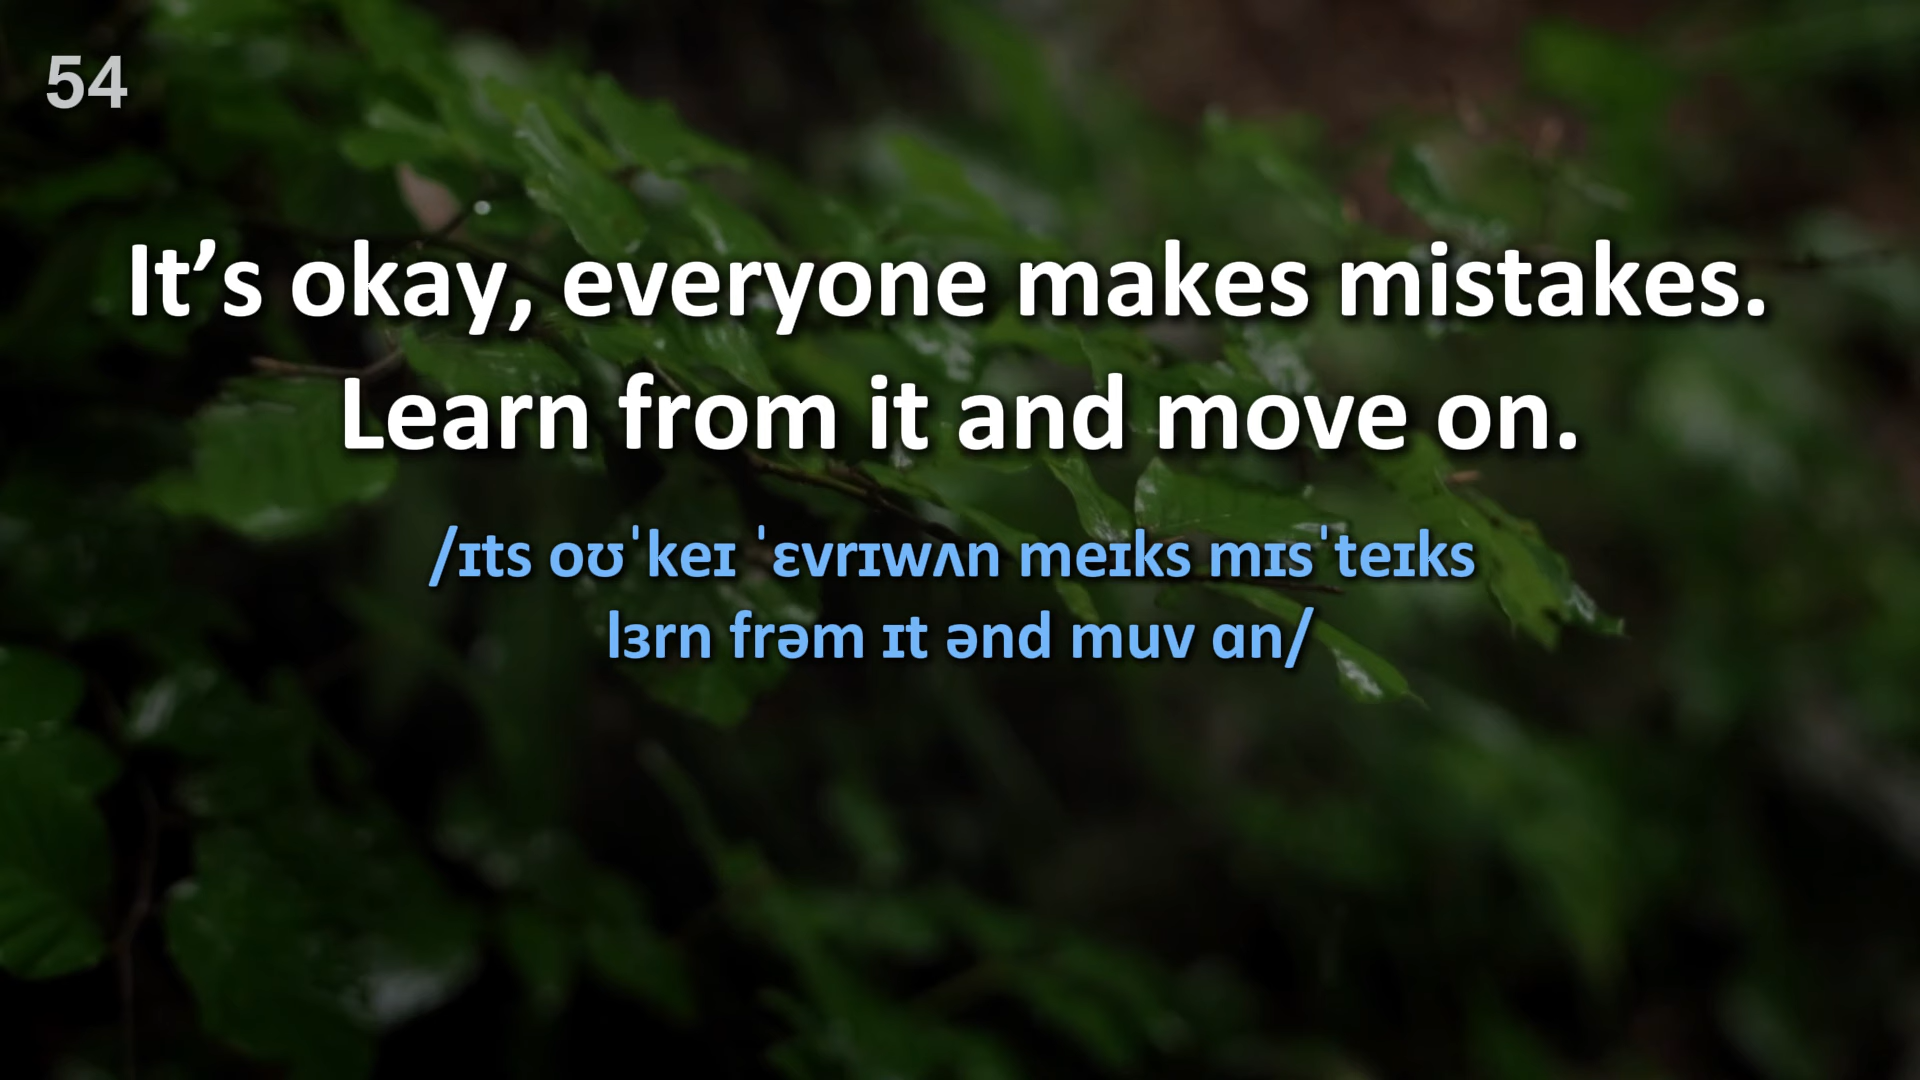 54
It’s okay, everyone makes mistakes.
Learn from it and move on.
/ɪts oʊˈkeɪ ˈɛvrɪwʌn meɪks mɪsˈteɪks
lɜrn frəm ɪt ənd muv ɑn/